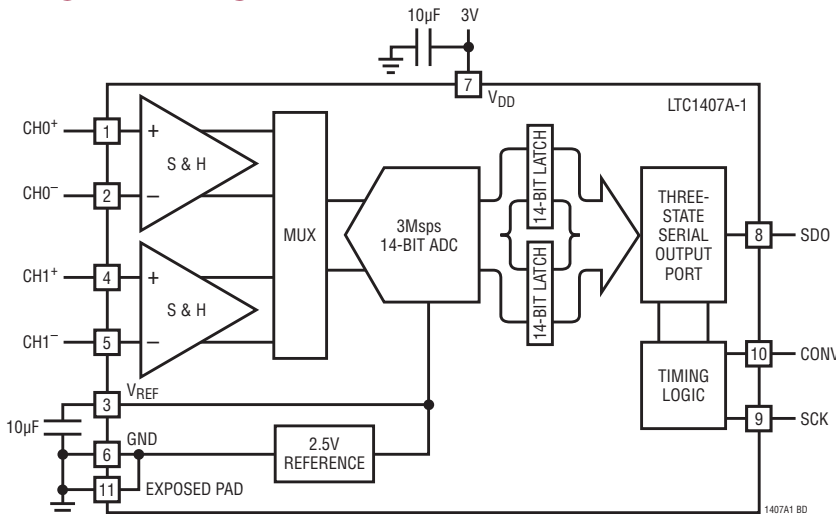 10µF 3V
7
VDD
LTC1407A-1
CH0+
1
+
S & H
CH0–
2
–
MUX
3Msps
14-BIT ADC
14-BIT LATCH
14-BIT LATCH
THREE-
STATE
SERIAL
OUTPUT
PORT
8
SDO
CH1+
4
+
S & H
CH1–
5
–
10
CONV
TIMING
LOGIC
9
SCK
VREF
3
10µF
GND
6
2.5V
REFERENCE
11
EXPOSED PAD
1407A1 BD